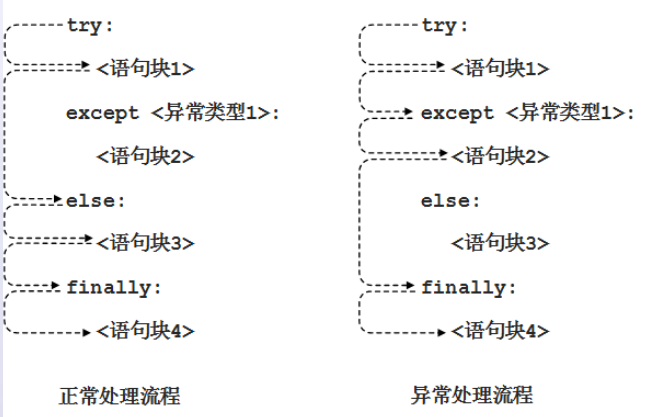 try:
<语句块1>
except <异常类型1>:
<语句块2>
else:
<语句块3>
finally:
<语句块4>
正常处理流程
try:
<语句块1>
except <异常类型1>:
<语句块2>
else:
<语句块3>
finally:
<语句块4>
异常处理流程